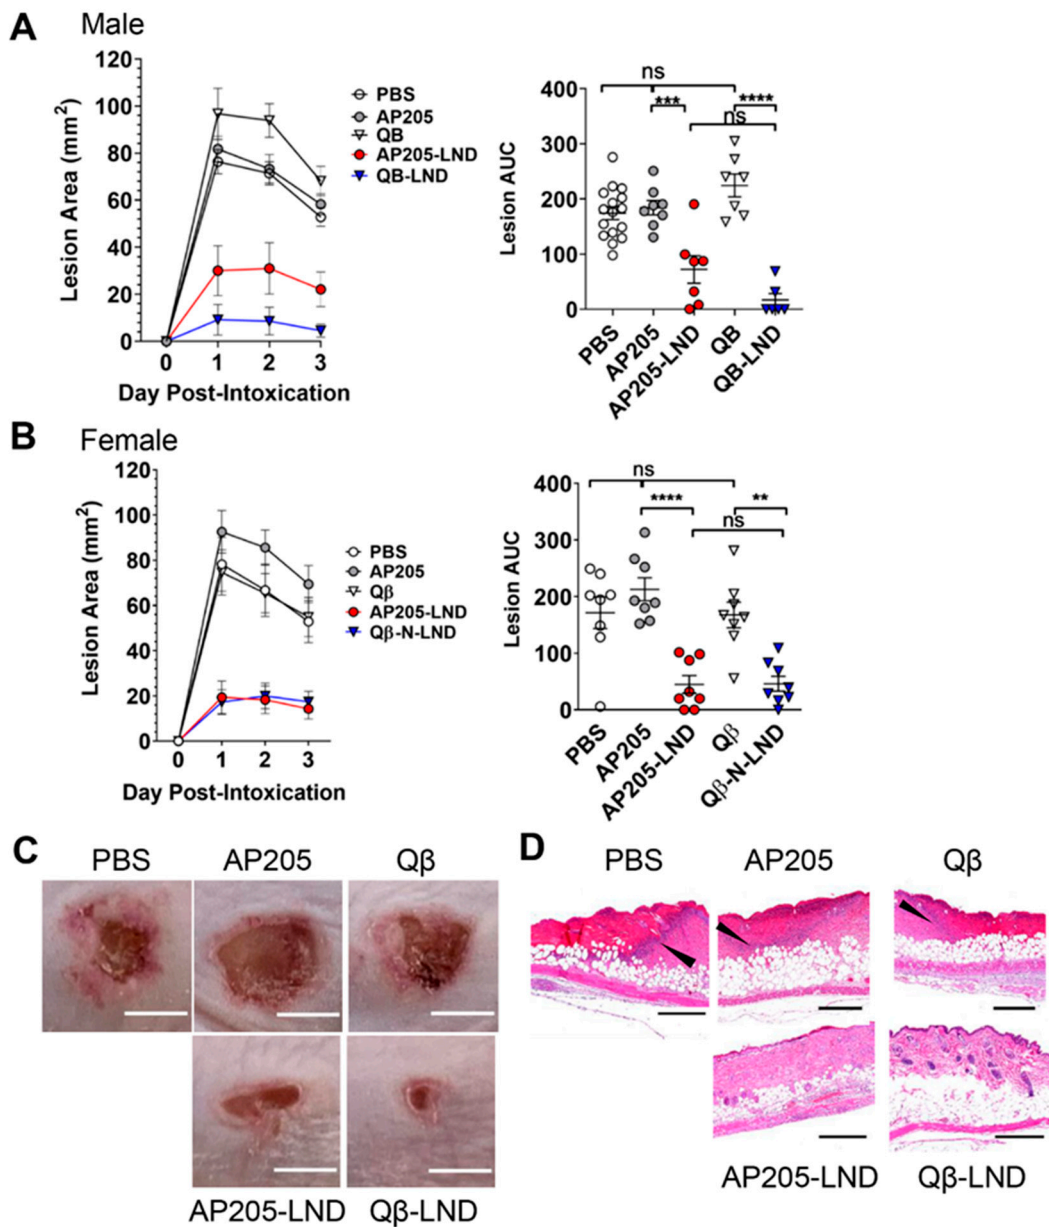 A Male
120
100
80
60
40
20
0
Lesion Area (mm²)
0 1 2 3
Day Post-Intoxication
PBS
AP205
QB
AP205-LND
QB-LND
400
300
200
100
0
Lesion AUC
ns
*** ****
ns
PBS
AP205
AP205-LND
QB
QB-LND
B Female
120
100
80
60
40
20
0
Lesion Area (mm²)
0 1 2 3
Day Post-Intoxication
PBS
AP205
Qβ
AP205-LND
Qβ-N-LND
400
300
200
100
0
Lesion AUC
ns
**** **
ns
PBS
AP205
AP205-LND
Qβ
Qβ-N-LND
C
PBS AP205 Qβ
AP205-LND Qβ-LND
D
PBS AP205 Qβ
AP205-LND Qβ-LND